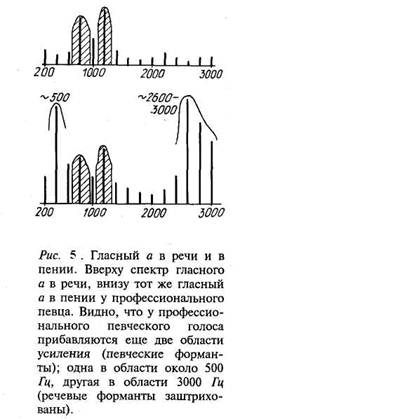 200 1000 2000 3000
~500 ~2600-
3000
200 1000 2000 3000
Рис. 5 . Гласный а в речи и в
пении. Вверху спектр гласного
а в речи, внизу тот же гласный
а в пении у профессионального
певца. Видно, что у профессио-
нального певческого голоса
прибавляются еще две области
усиления (певческие форман-
ты); одна в области около 500
Гц, другая в области 3000 Гц
(речевые форманты заштрихо-
ваны).